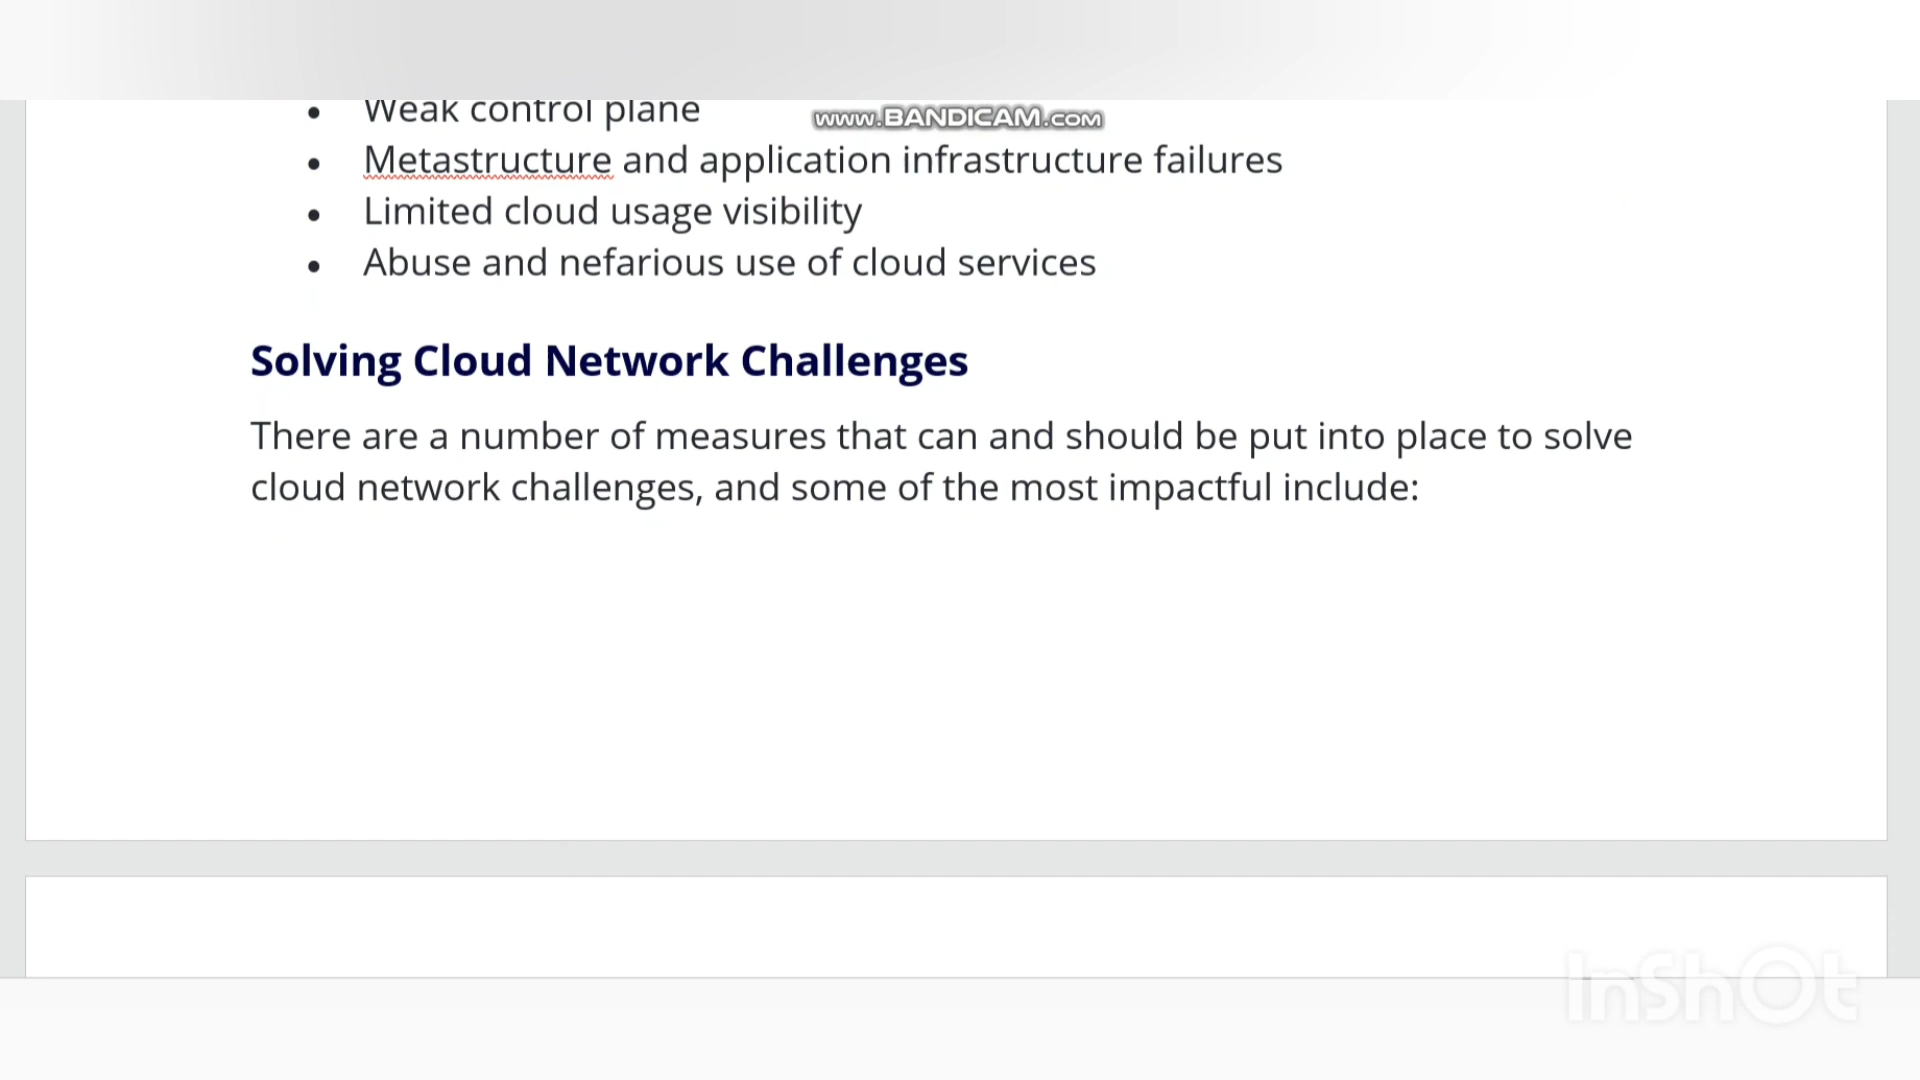 Weak control plane
www.BANDICAM.com
Metastructure and application infrastructure failures
Limited cloud usage visibility
Abuse and nefarious use of cloud services
Solving Cloud Network Challenges
There are a number of measures that can and should be put into place to solve
cloud network challenges, and some of the most impactful include:
InShOt